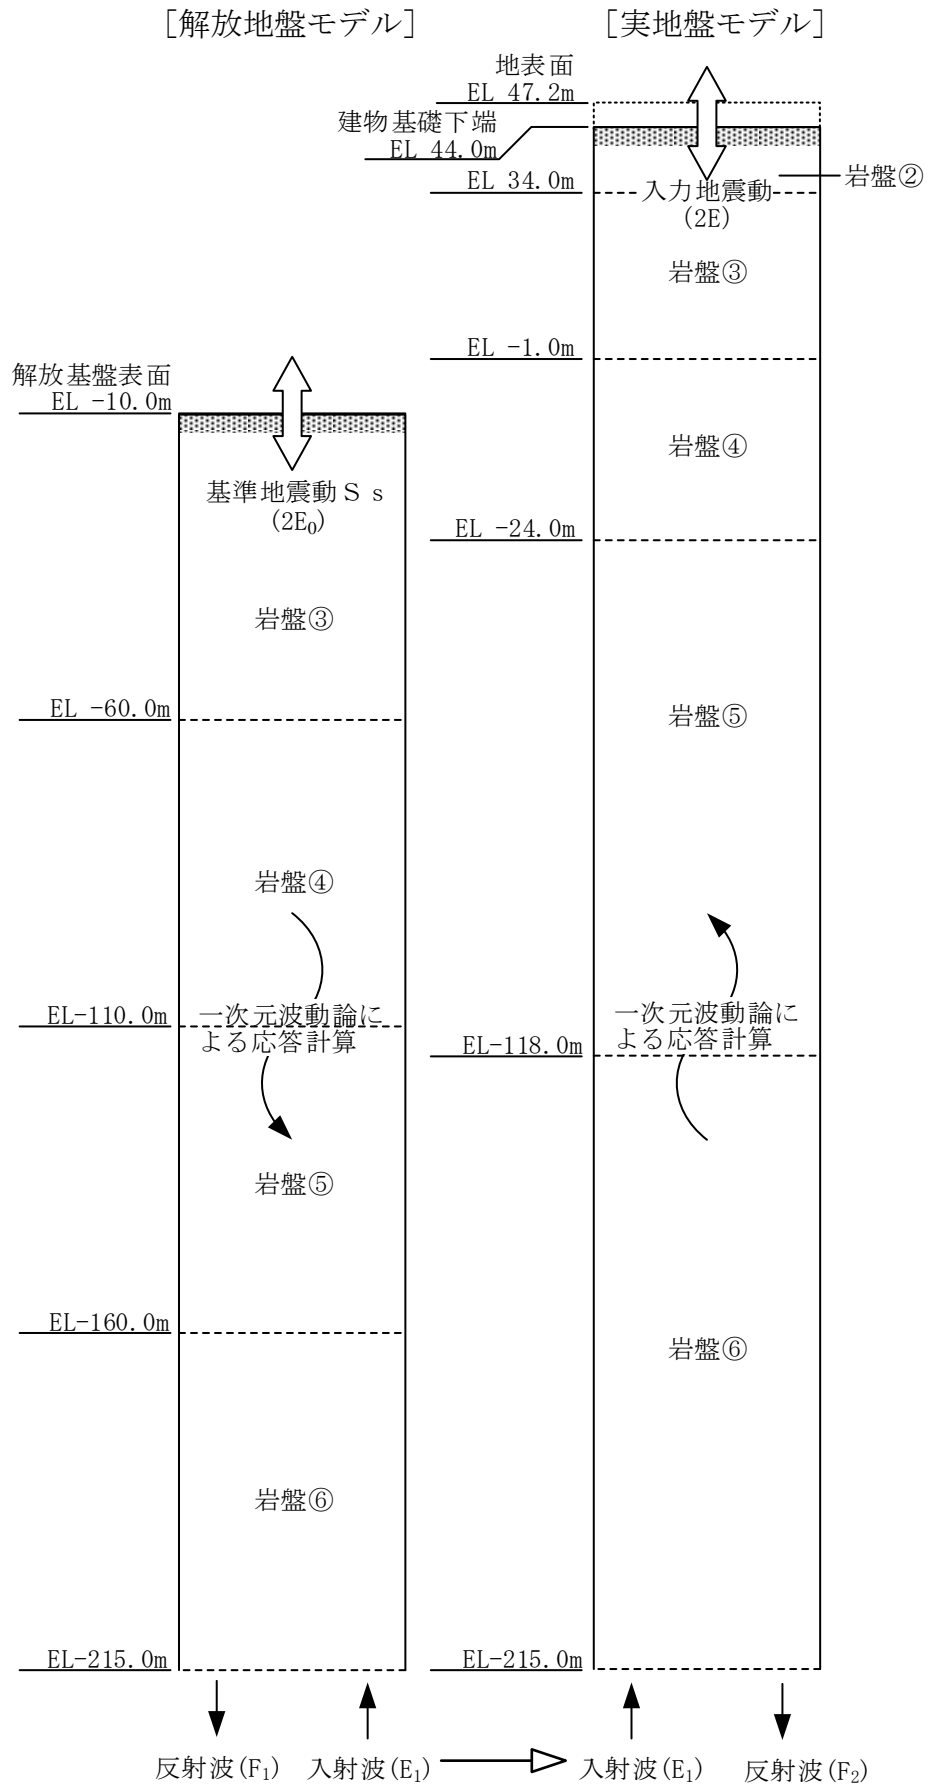 ［解放地盤モデル］
解放基盤表面
EL -10.0m
基準地震動Ｓｓ
(2E₀)
岩盤③
EL -60.0m
岩盤④
EL-110.0m
一次元波動論に
よる応答計算
岩盤⑤
EL-160.0m
岩盤⑥
EL-215.0m
反射波(F₁)
入射波(E₁)
［実地盤モデル］
地表面
EL 47.2m
建物基礎下端
EL 44.0m
岩盤②
EL 34.0m
入力地震動
(2E)
岩盤③
EL -1.0m
岩盤④
EL -24.0m
岩盤⑤
一次元波動論に
よる応答計算
EL-118.0m
岩盤⑥
EL-215.0m
入射波(E₁)
反射波(F₂)